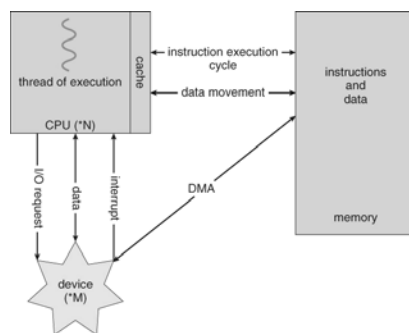 thread of execution
cache
CPU (*N)
instruction execution
cycle
data movement
instructions
and
data
memory
I/O request
data
interrupt
DMA
device
(*M)